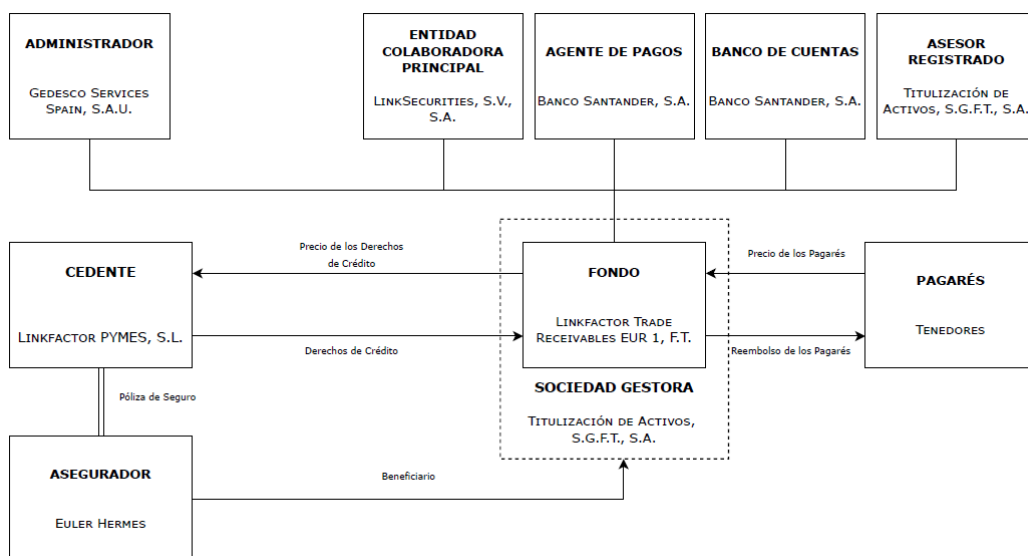 ADMINISTRADOR
GEDESCO SERVICES
SPAIN, S.A.U.
ENTIDAD
COLABORADORA
PRINCIPAL
LINKSECURITIES, S.V.,
S.A.
AGENTE DE PAGOS
BANCO SANTANDER, S.A.
BANCO DE CUENTAS
BANCO SANTANDER, S.A.
ASESOR
REGISTRADO
TITULIZACIÓN DE
ACTIVOS, S.G.F.T., S.A.
CEDENTE
LINKFACTOR PYMES, S.L.
Precio de los Derechos
de Crédito
Derechos de Crédito
FONDO
LINKFACTOR TRADE
RECEIVABLES EUR 1, F.T.
Precio de los Pagarés
Reembolso de los Pagarés
PAGARÉS
TENEDORES
SOCIEDAD GESTORA
TITULIZACIÓN DE ACTIVOS,
S.G.F.T., S.A.
Póliza de Seguro
ASEGURADOR
EULER HERMES
Beneficiario